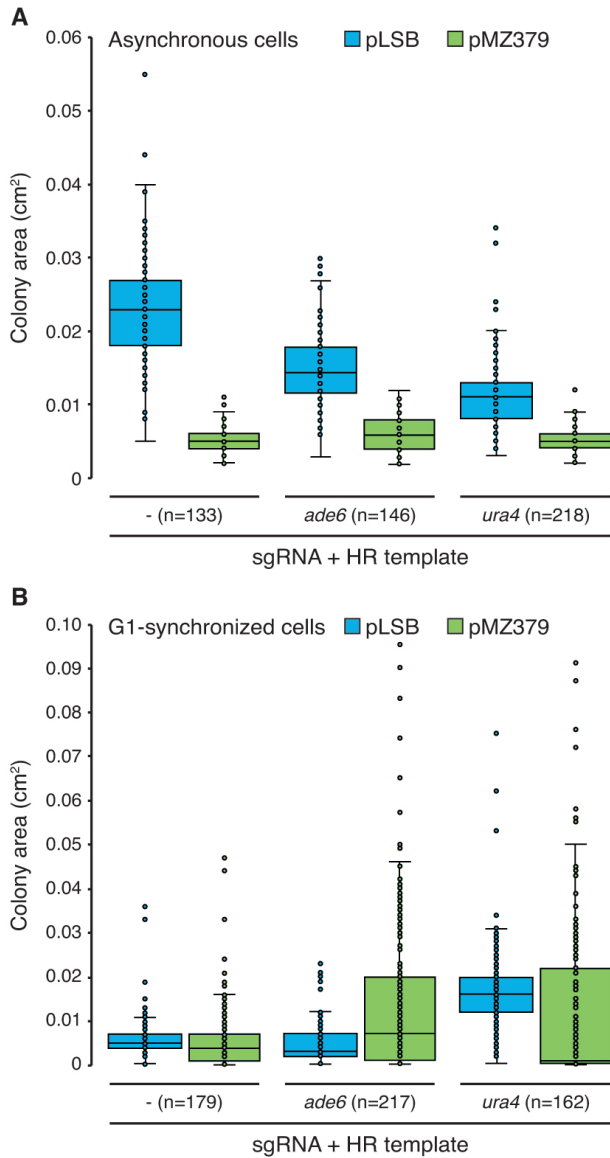 A
Asynchronous cells pLSB pMZ379
Colony area (cm²)
0.06
0.05
0.04
0.03
0.02
0.01
0
- (n=133) ade6 (n=146) ura4 (n=218)
sgRNA + HR template
B
G1-synchronized cells pLSB pMZ379
Colony area (cm²)
0.10
0.09
0.08
0.07
0.06
0.05
0.04
0.03
0.02
0.01
0
- (n=179) ade6 (n=217) ura4 (n=162)
sgRNA + HR template